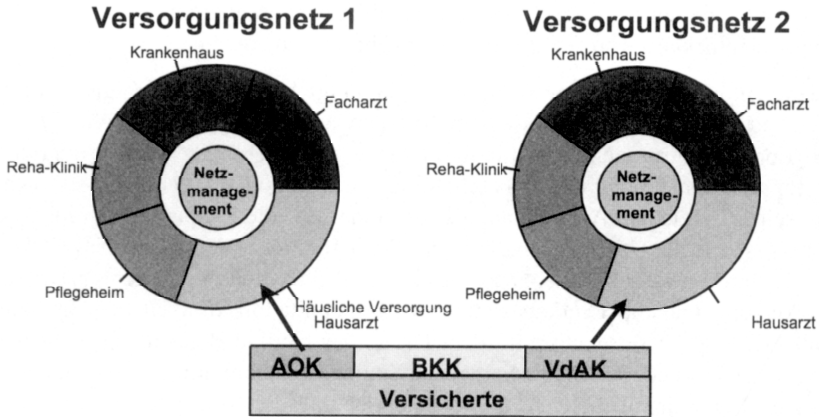 Versorgungsnetz 1
Krankenhaus
Facharzt
Reha-Klinik
Netz-
manage-
ment
Pflegeheim
Häusliche Versorgung
Hausarzt
Versorgungsnetz 2
Krankenhaus
Facharzt
Reha-Klinik
Netz-
manage-
ment
Pflegeheim
Hausarzt
AOK BKK VdAK
Versicherte